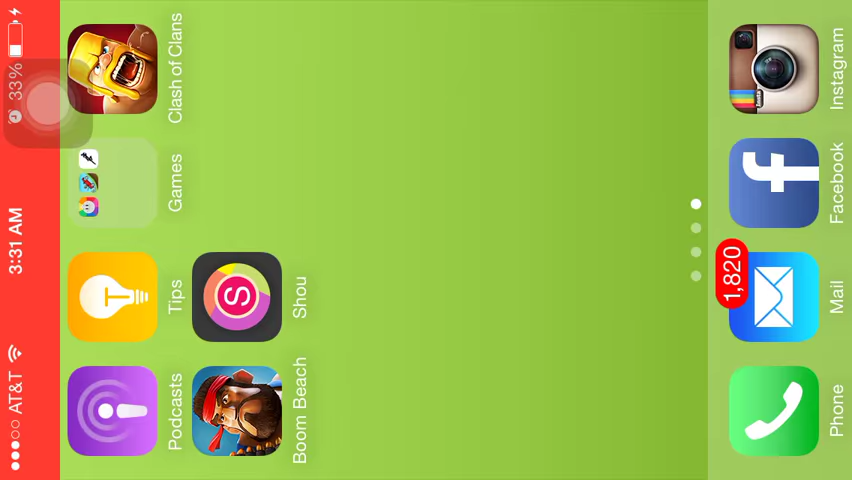 AT&T 3:31 AM 33%
Podcasts Tips Games Clash of Clans
Boom Beach Shou
1,820
Phone Mail Facebook Instagram